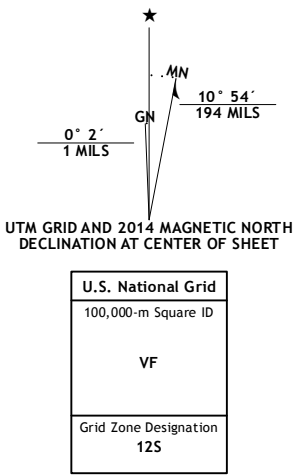 ★
MN
GN
10° 54´
194 MILS
0° 2´
1 MILS
UTM GRID AND 2014 MAGNETIC NORTH
DECLINATION AT CENTER OF SHEET
U.S. National Grid
100,000-m Square ID
VF
Grid Zone Designation
12S